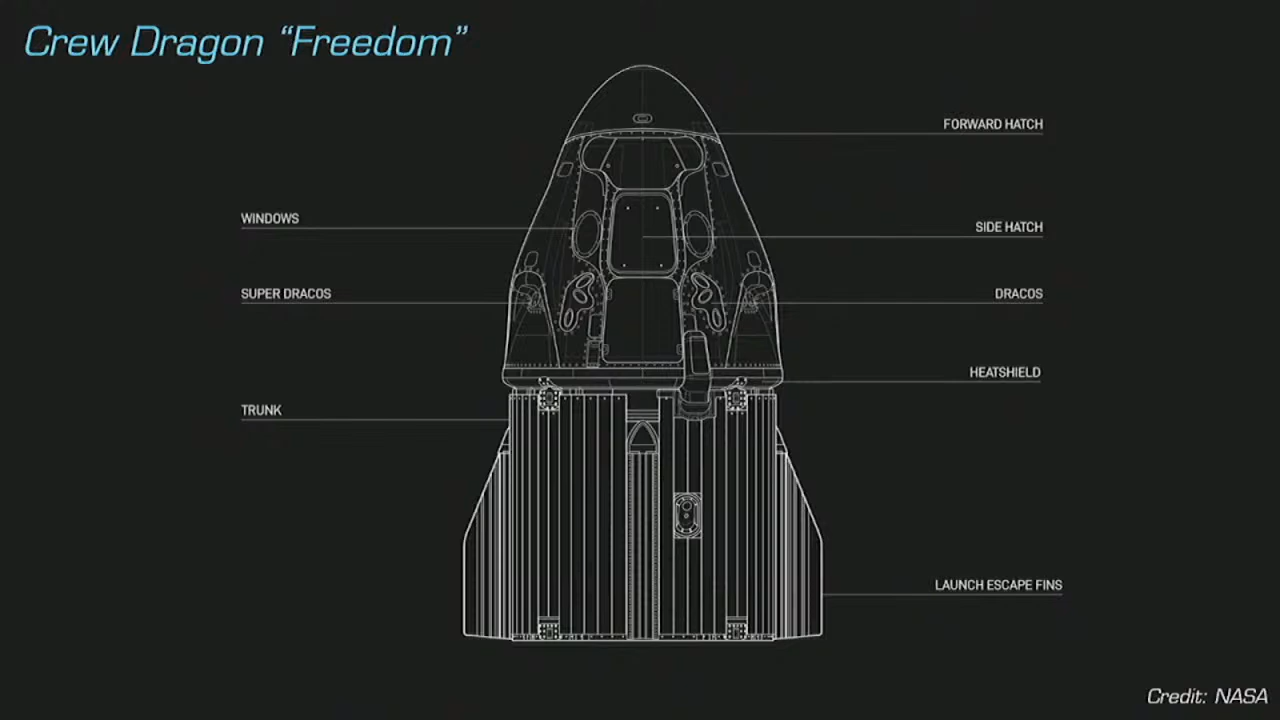 Crew Dragon “Freedom”
FORWARD HATCH
WINDOWS
SIDE HATCH
SUPER DRACOS
DRACOS
HEATSHIELD
TRUNK
LAUNCH ESCAPE FINS
Credit: NASA